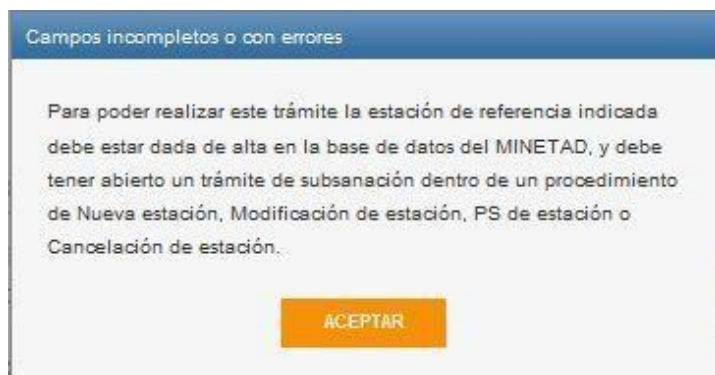 Campos incompletos o con errores
Para poder realizar este trámite la estación de referencia indicada
debe estar dada de alta en la base de datos del MINETAD, y debe
tener abierto un trámite de subsanación dentro de un procedimiento
de Nueva estación, Modificación de estación, PS de estación o
Cancelación de estación.
ACEPTAR